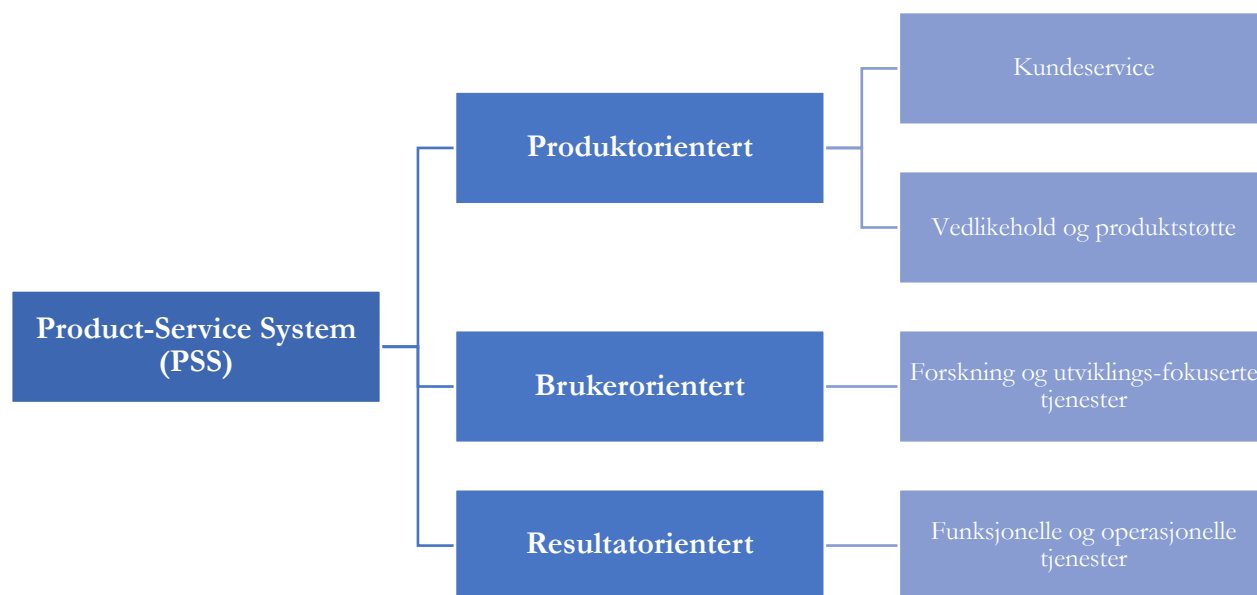 Product-Service System
(PSS)
Produktorientert
Kundeservice
Vedlikehold og produktstøtte
Brukerorientert
Forskning og utviklings-fokuserte
tjenester
Resultatorientert
Funksjonelle og operasjonelle
tjenester